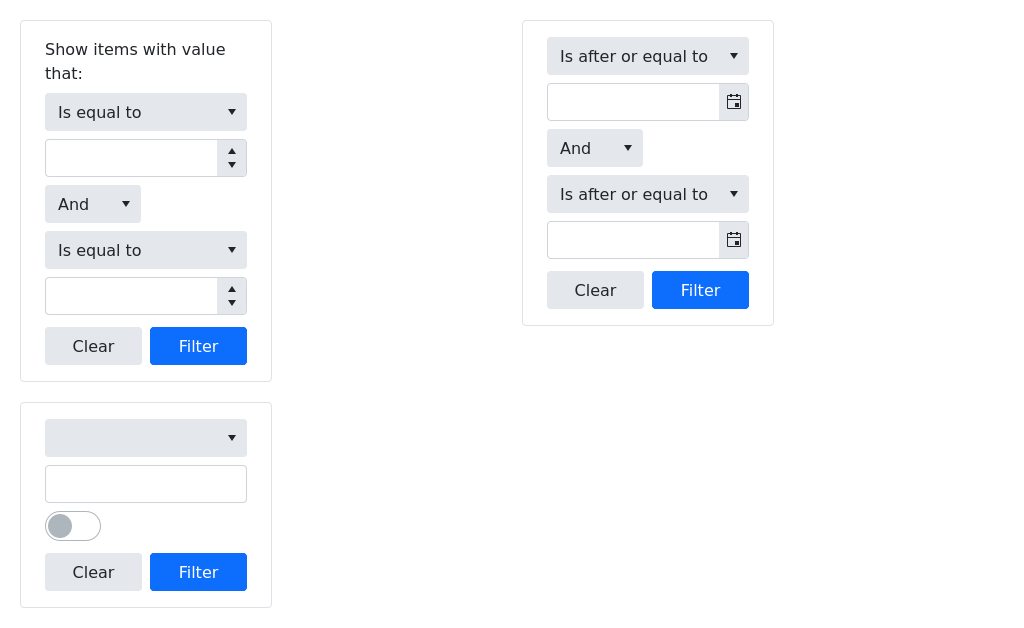 Show items with value
that:
Is equal to
And
Is equal to
Clear
Filter
Is after or equal to
And
Is after or equal to
Clear
Filter
Clear
Filter